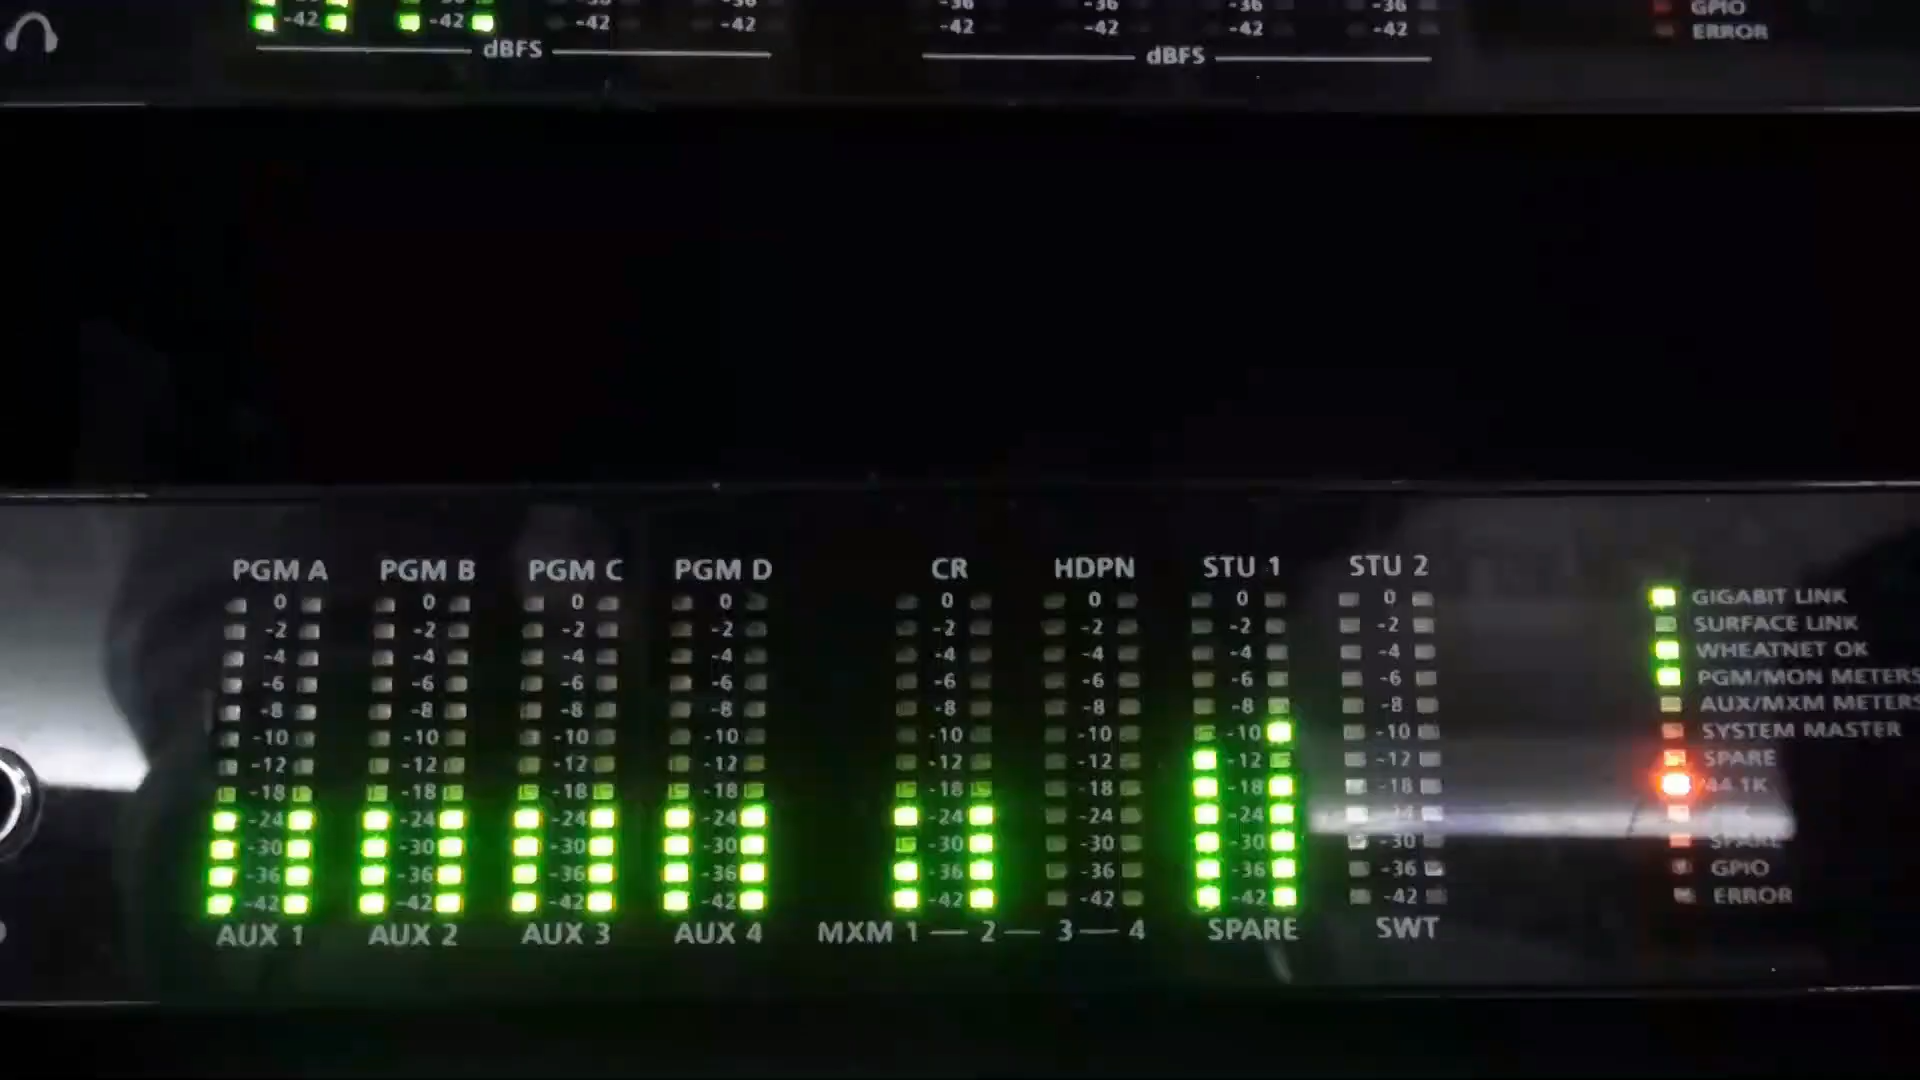 -36 -36 -36 -36
-42 -42 -42 -42 -42 -42 -42 -42
dBFS dBFS
GPIO
ERROR
PGM A PGM B PGM C PGM D CR HDPN STU 1 STU 2
0 0 0 0 0 0 0 0
-2 -2 -2 -2 -2 -2 -2 -2
-4 -4 -4 -4 -4 -4 -4 -4
-6 -6 -6 -6 -6 -6 -6 -6
-8 -8 -8 -8 -8 -8 -8 -8
-10 -10 -10 -10 -10 -10 -10 -10
-12 -12 -12 -12 -12 -12 -12 -12
-18 -18 -18 -18 -18 -18 -18 -18
-24 -24 -24 -24 -24 -24 -24 -24
-30 -30 -30 -30 -30 -30 -30 -30
-36 -36 -36 -36 -36 -36 -36 -36
-42 -42 -42 -42 -42 -42 -42 -42
AUX 1 AUX 2 AUX 3 AUX 4 MXM 1 — 2 — 3 — 4 SPARE SWT
GIGABIT LINK
SURFACE LINK
WHEATNET OK
PGM/MON METERS
AUX/MXM METERS
SYSTEM MASTER
SPARE
44.1K
SPARE
GPIO
ERROR